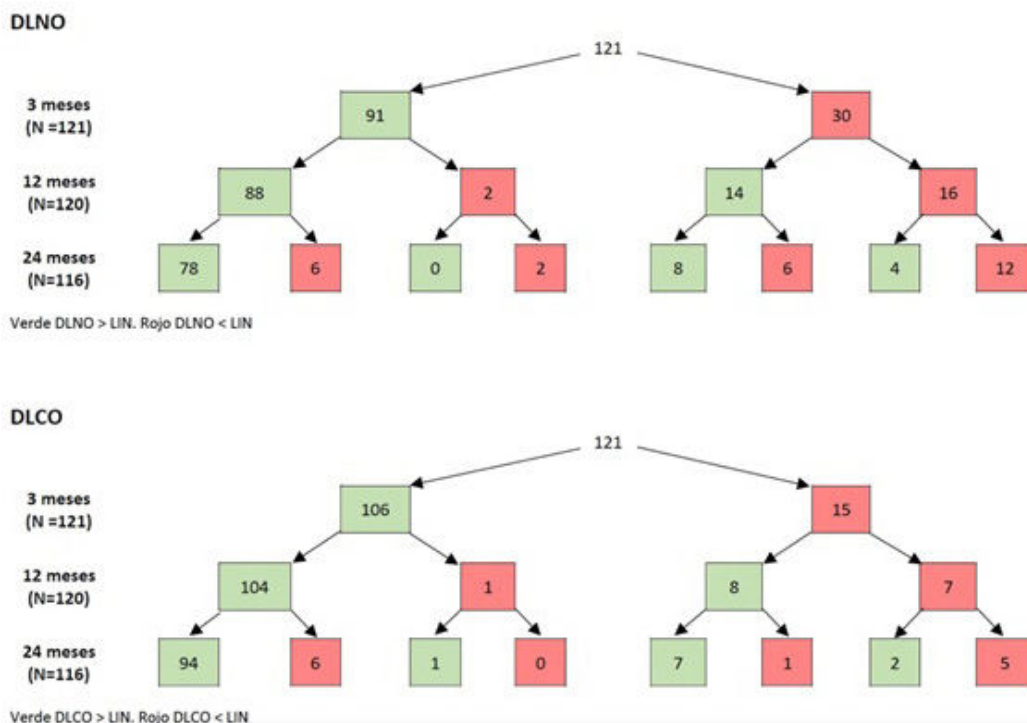 DLNO
121
3 meses
(N =121)
91 30
12 meses
(N=120)
88 2 14 16
24 meses
(N=116)
78 6 0 2 8 6 4 12
Verde DLNO > LIN. Rojo DLNO < LIN
DLCO
121
3 meses
(N =121)
106 15
12 meses
(N=120)
104 1 8 7
24 meses
(N=116)
94 6 1 0 7 1 2 5
Verde DLCO > LIN. Rojo DLCO < LIN